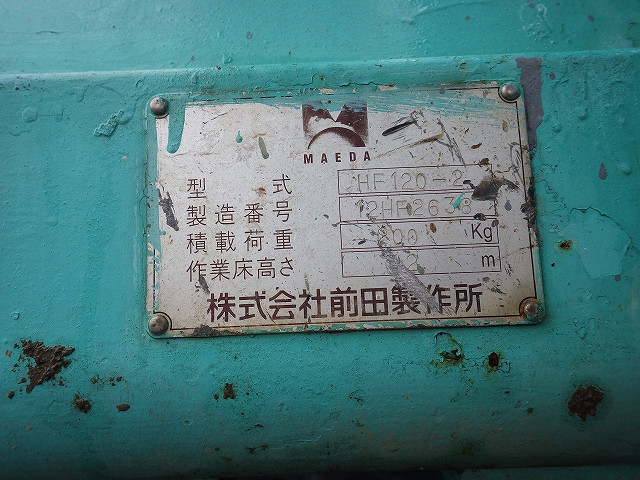 MAEDA
型式 HF120-2
製造番号 12HF2638
積載荷重 Kg
作業床高さ m
株式会社前田製作所